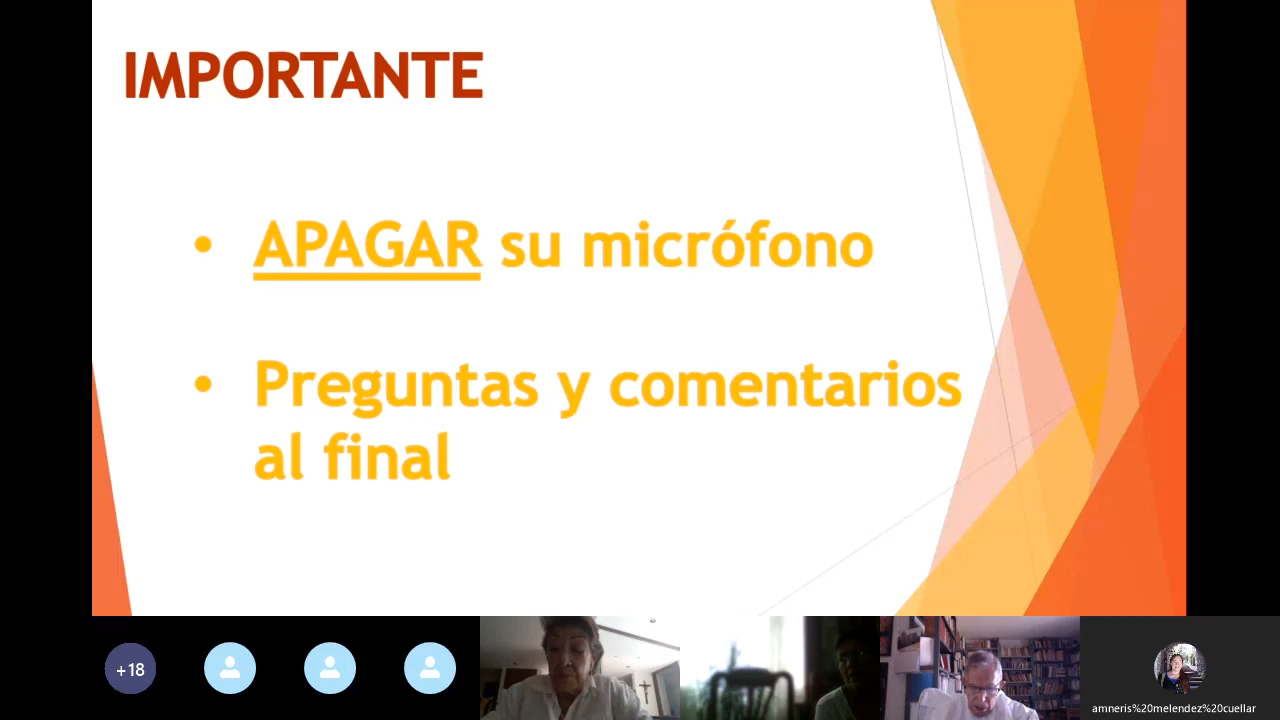 IMPORTANTE
• APAGAR su micrófono
• Preguntas y comentarios
al final
+18
amneris%20melendez%20cuellar